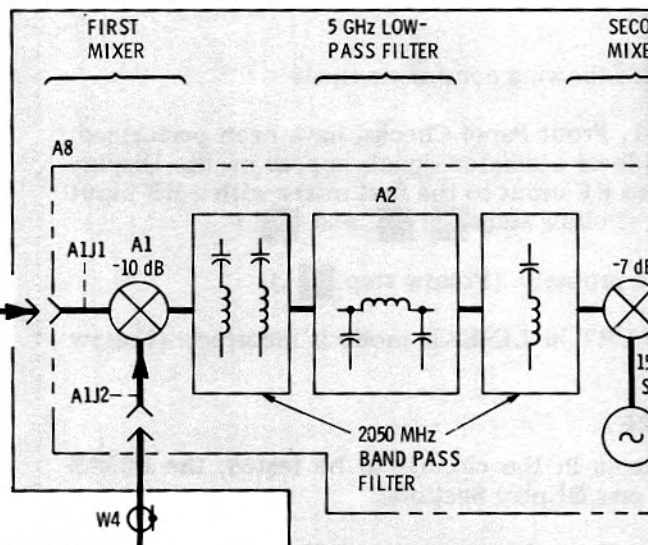 FIRST
MIXER
5 GHz LOW-
PASS FILTER
SECO
MIXE
A8
A1J1
A1
-10 dB
A2
-7 dB
A1J2
2050 MHz
BAND PASS
FILTER
15
S
W4